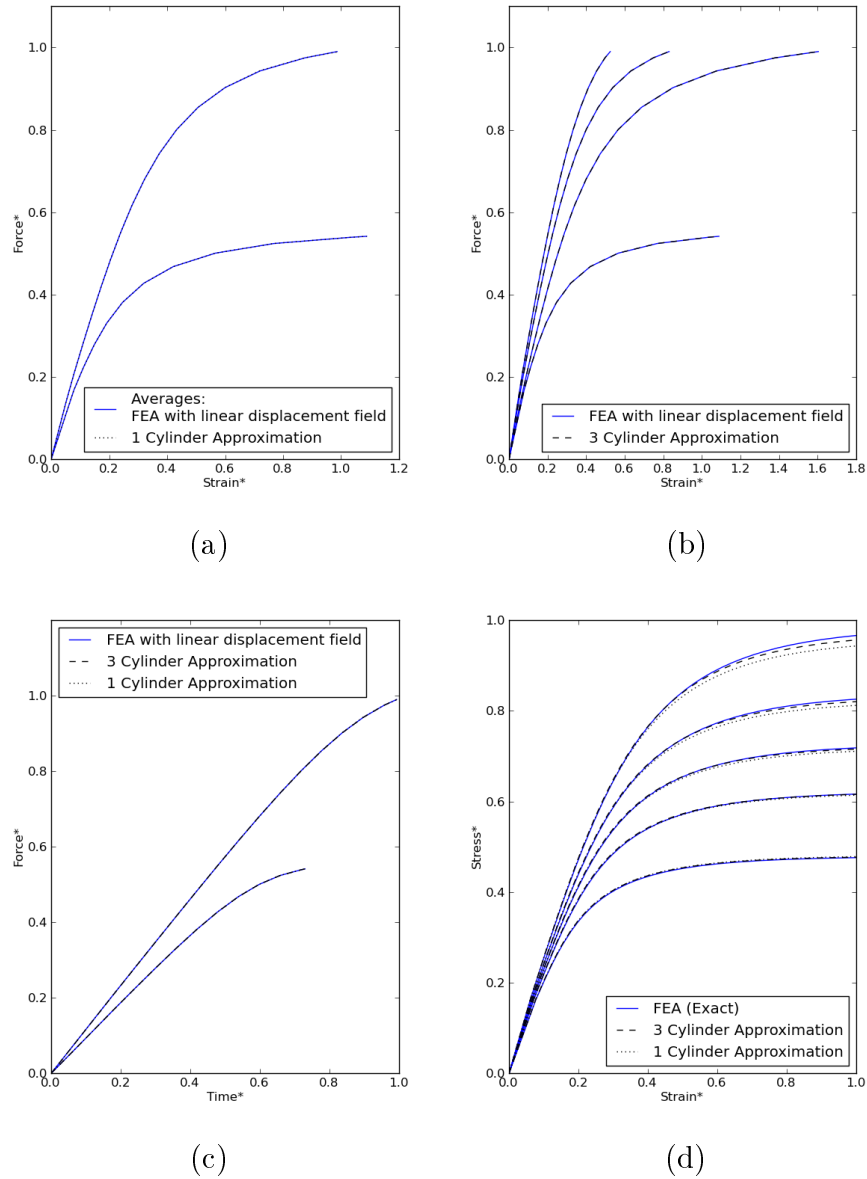 1.0
0.8
0.6
0.4
0.2
0.0
Force*
0.0 0.2 0.4 0.6 0.8 1.0 1.2
Strain*
Averages:
FEA with linear displacement field
1 Cylinder Approximation
(a)
1.0
0.8
0.6
0.4
0.2
0.0
Force*
0.0 0.2 0.4 0.6 0.8 1.0 1.2 1.4 1.6 1.8
Strain*
FEA with linear displacement field
3 Cylinder Approximation
(b)
FEA with linear displacement field
3 Cylinder Approximation
1 Cylinder Approximation
1.0
0.8
0.6
0.4
0.2
0.0
Force*
0.0 0.2 0.4 0.6 0.8 1.0
Time*
(c)
1.0
0.8
0.6
0.4
0.2
0.0
Stress*
0.0 0.2 0.4 0.6 0.8 1.0
Strain*
FEA (Exact)
3 Cylinder Approximation
1 Cylinder Approximation
(d)